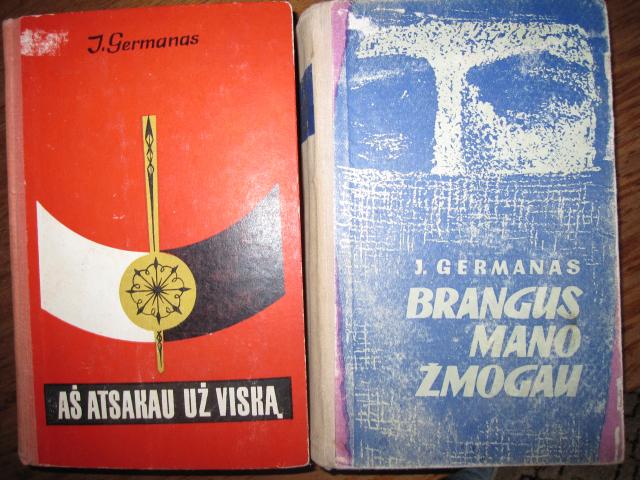 J. Germanas
AŠ ATSAKAU UŽ VISKĄ
J. GERMANAS
BRANGUS
MANO
ŽMOGAU